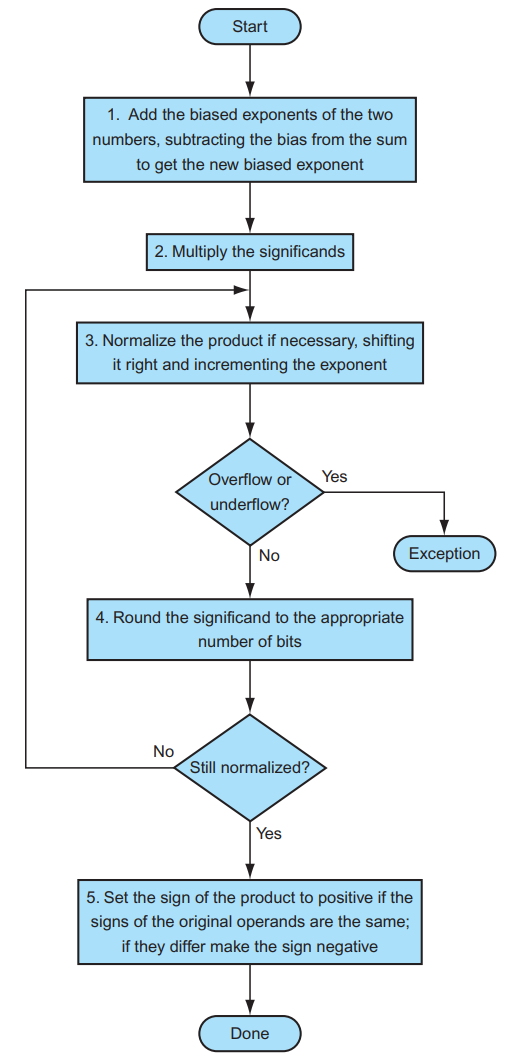 Start
1. Add the biased exponents of the two
numbers, subtracting the bias from the sum
to get the new biased exponent
2. Multiply the significands
3. Normalize the product if necessary, shifting
it right and incrementing the exponent
Overflow or
underflow?
Yes
Exception
No
4. Round the significand to the appropriate
number of bits
No
Still normalized?
Yes
5. Set the sign of the product to positive if the
signs of the original operands are the same;
if they differ make the sign negative
Done